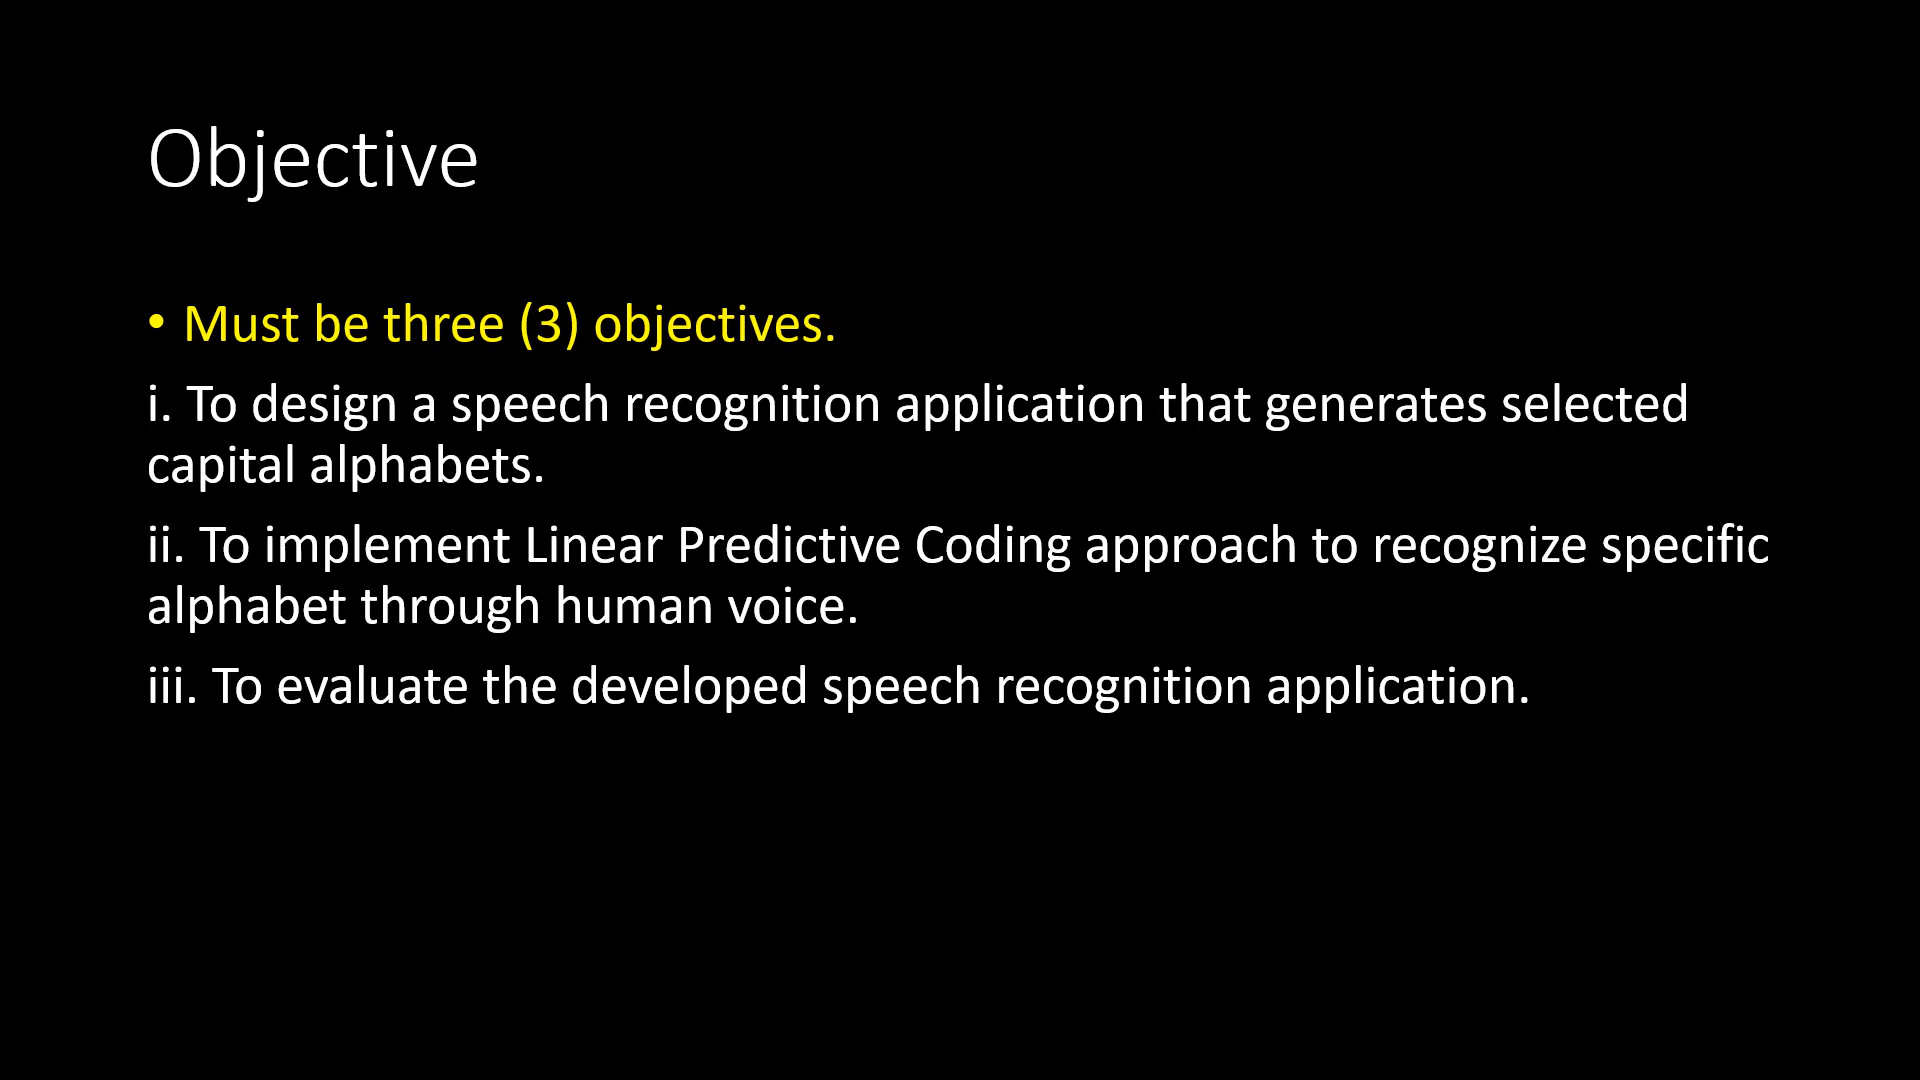 Objective
• Must be three (3) objectives.
i. To design a speech recognition application that generates selected
capital alphabets.
ii. To implement Linear Predictive Coding approach to recognize specific
alphabet through human voice.
iii. To evaluate the developed speech recognition application.